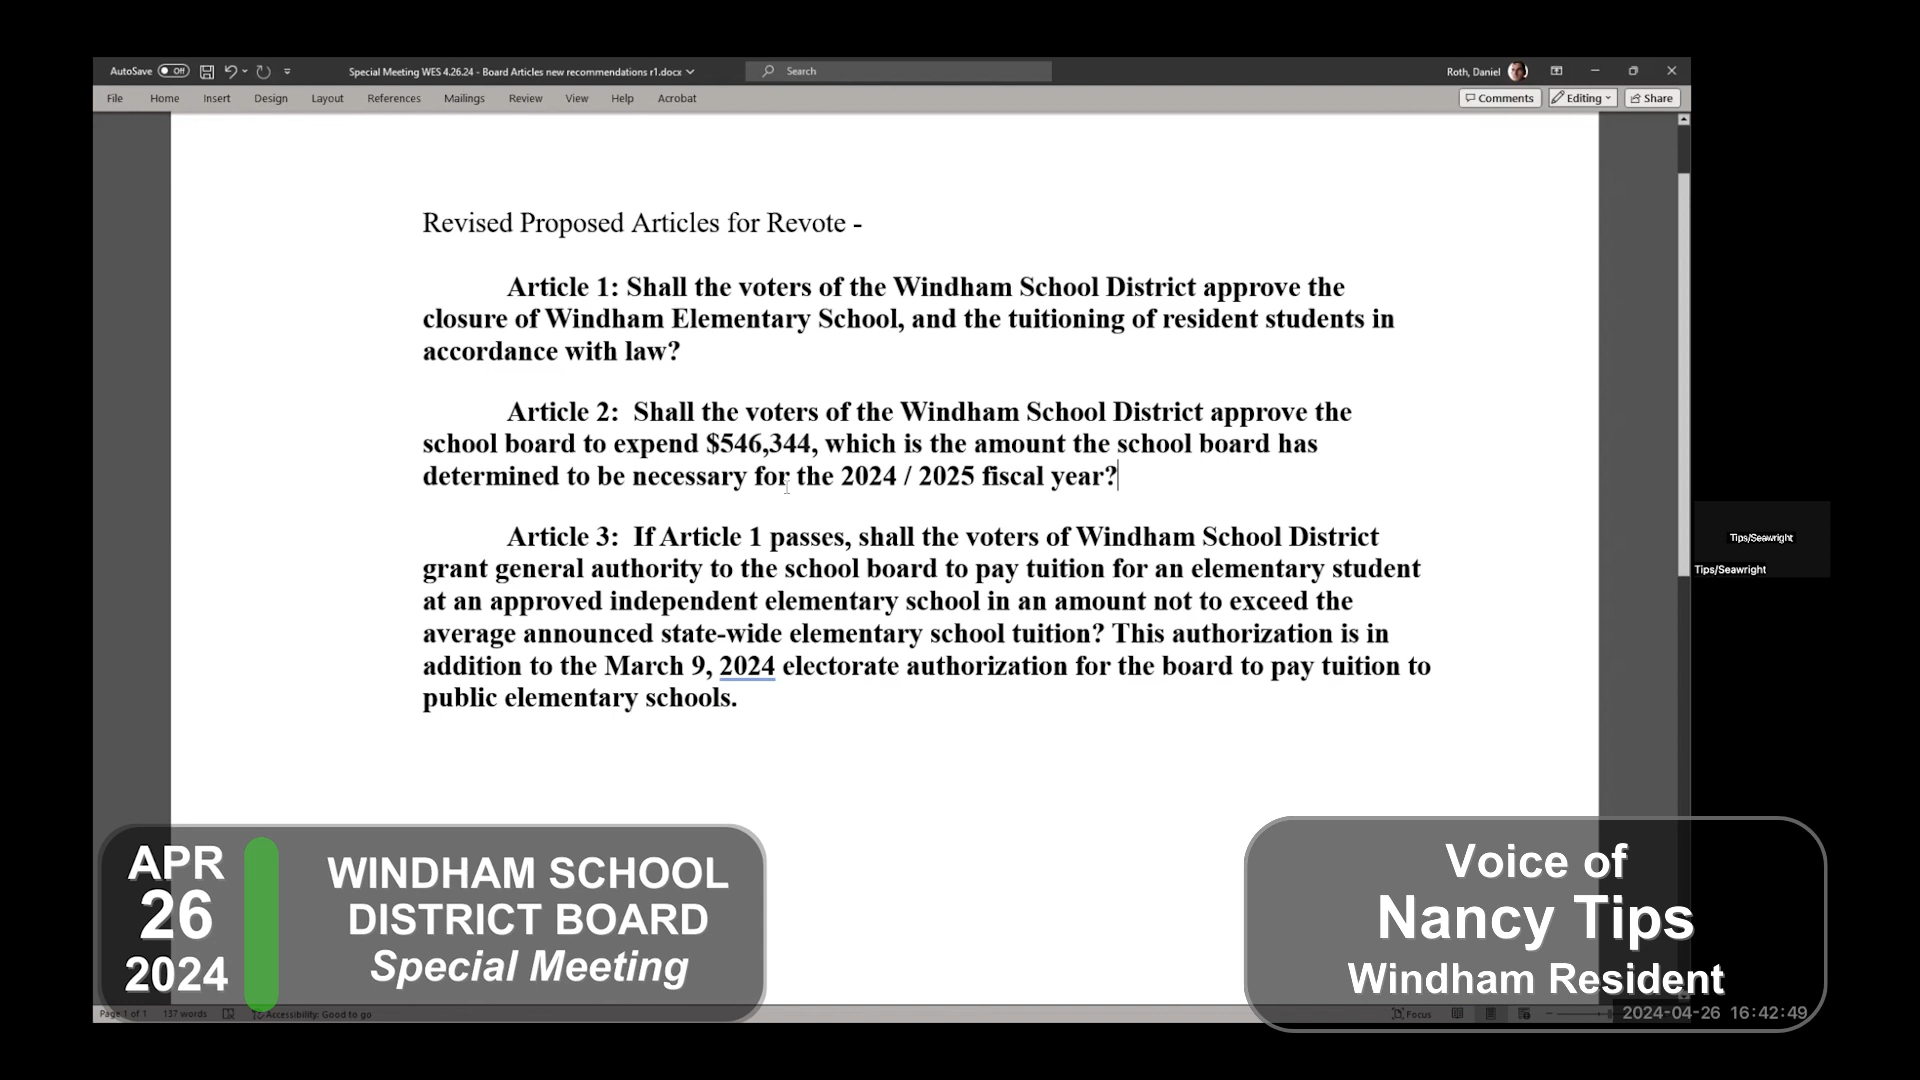 AutoSave Off Special Meeting WES 4.26.24 - Board Articles new recommendations r1.docx Search Roth, Daniel
File Home Insert Design Layout References Mailings Review View Help Acrobat Comments Editing Share
Revised Proposed Articles for Revote -
Article 1: Shall the voters of the Windham School District approve the
closure of Windham Elementary School, and the tuitioning of resident students in
accordance with law?
Article 2: Shall the voters of the Windham School District approve the
school board to expend $546,344, which is the amount the school board has
determined to be necessary for the 2024 / 2025 fiscal year?
Article 3: If Article 1 passes, shall the voters of Windham School District
grant general authority to the school board to pay tuition for an elementary student
at an approved independent elementary school in an amount not to exceed the
average announced state-wide elementary school tuition? This authorization is in
addition to the March 9, 2024 electorate authorization for the board to pay tuition to
public elementary schools.
Tips/Seawright
Tips/Seawright
APR
26
2024
WINDHAM SCHOOL
DISTRICT BOARD
Special Meeting
Voice of
Nancy Tips
Windham Resident
Page 1 of 1 137 words Accessibility: Good to go Focus
2024-04-26 16:42:49